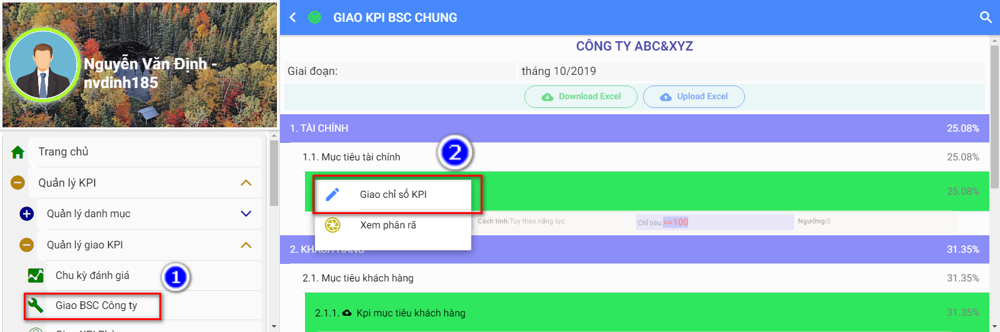 Nguyễn Văn Định -
nvdinh185
Trang chủ
Quản lý KPI
Quản lý danh mục
Quản lý giao KPI
Chu kỳ đánh giá
1
Giao BSC Công ty
GIAO KPI BSC CHUNG
CÔNG TY ABC&XYZ
Giai đoạn: tháng 10/2019
Download Excel Upload Excel
1. TÀI CHÍNH 25.08%
1.1. Mục tiêu tài chính 25.08%
2
25.08%
Giao chỉ số KPI
Xem phân rã
Cách tính:Tùy theo năng lực Chỉ tiêu:>=100 Ngưỡng:0
2. KHÁCH HÀNG 31.35%
2.1. Mục tiêu khách hàng 31.35%
2.1.1. Kpi mục tiêu khách hàng 31.35%